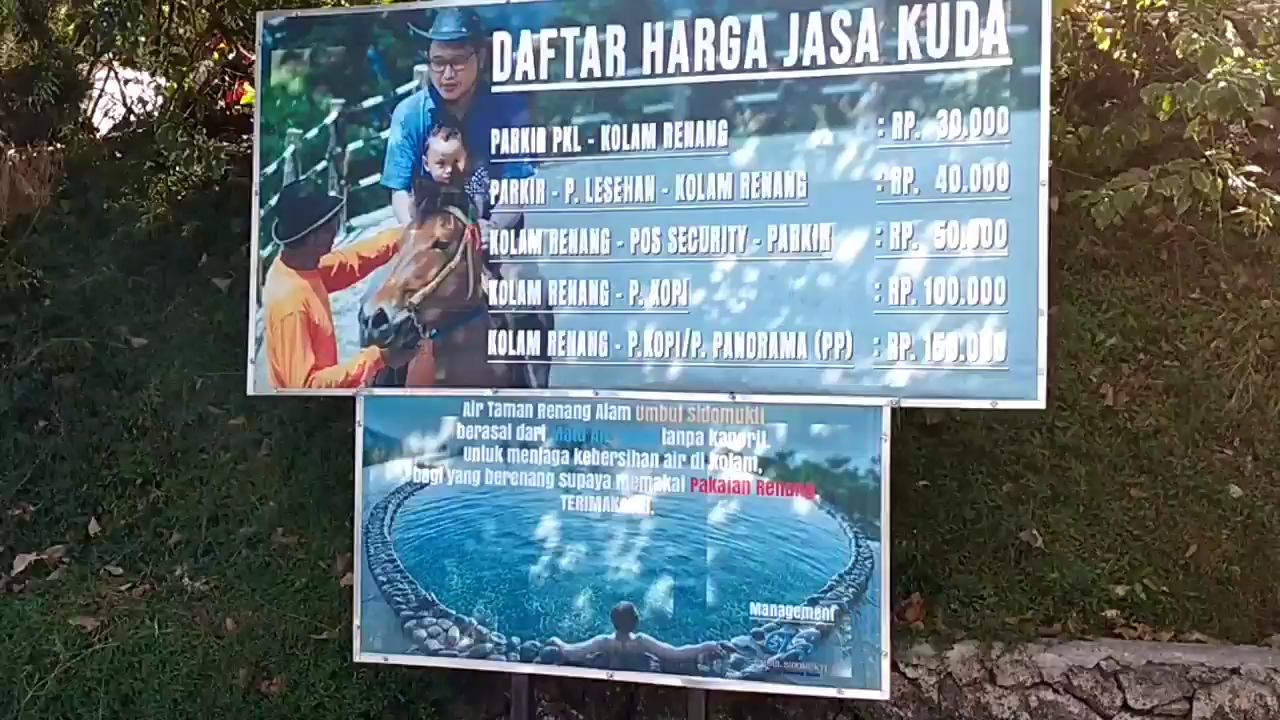 DAFTAR HARGA JASA KUDA
PARKIR PKL - KOLAM RENANG : RP. 30.000
PARKIR - P. LESEHAN - KOLAM RENANG : RP. 40.000
KOLAM RENANG - POS SECURITY - PARKIR : RP. 50.000
KOLAM RENANG - P. KOPI : RP. 100.000
KOLAM RENANG - P.KOPI/P. PANORAMA (PP) : RP. 150.000
Air Taman Renang Alam Umbul Sidomukti
berasal dari Mata Air tanpa kaporit,
untuk menjaga kebersihan air di kolam,
bagi yang berenang supaya memakai Pakaian Renang
TERIMAKASIH.
Management